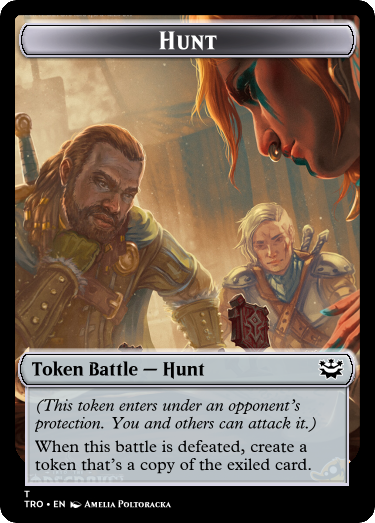 Hunt
Token Battle — Hunt
(This token enters under an opponent's
protection. You and others can attack it.)
When this battle is defeated, create a
token that's a copy of the exiled card.
T
TRO • EN Amelia Poltoracka